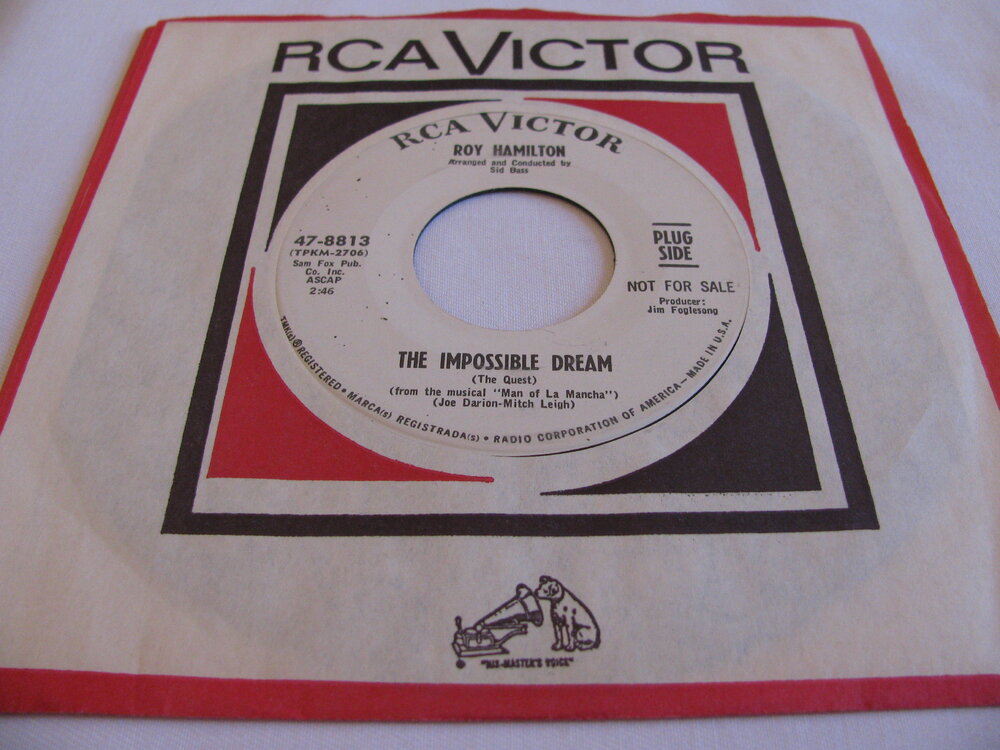 RCA VICTOR
RCA VICTOR
ROY HAMILTON
Arranged and Conducted by
Sid Bass
47-8813
(TPKM-2706)
Sam Fox Pub.
Co. Inc.
ASCAP
2:46
PLUG
SIDE
NOT FOR SALE
Producer:
Jim Foglesong
THE IMPOSSIBLE DREAM
(The Quest)
(from the musical "Man of La Mancha")
(Joe Darion-Mitch Leigh)
TMK(s) ® REGISTERED • MARCA(s) REGISTRADA(s) • RADIO CORPORATION OF AMERICA—MADE IN U.S.A.
"HIS MASTER'S VOICE"